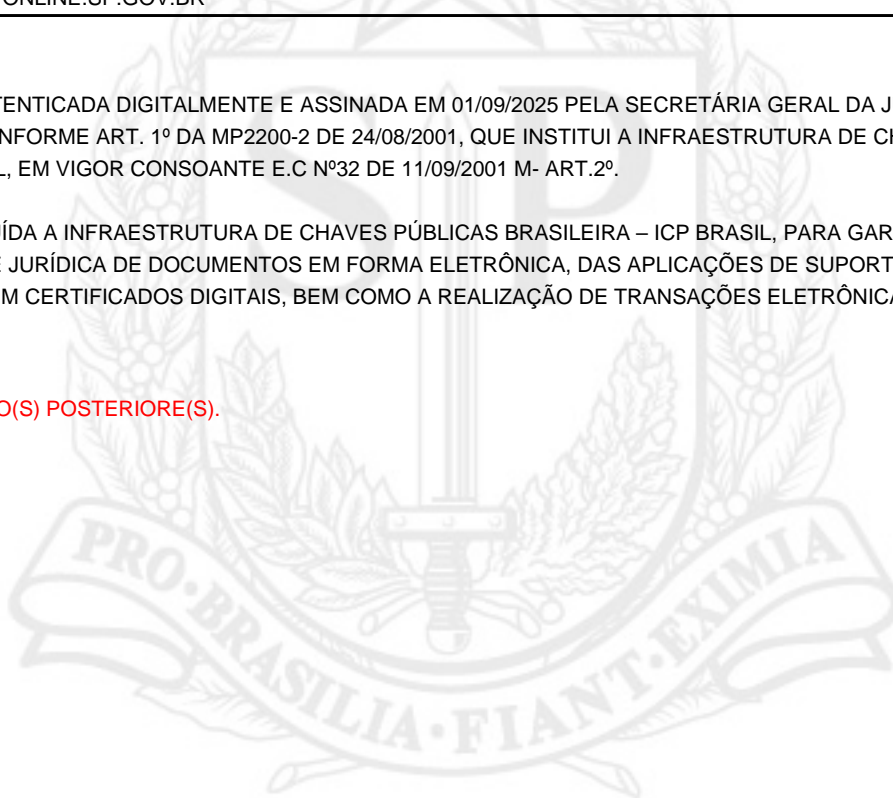 ONLINE.SP.GOV.BR
TENTICADA DIGITALMENTE E ASSINADA EM 01/09/2025 PELA SECRETÁRIA GERAL DA J
NFORME ART. 1º DA MP2200-2 DE 24/08/2001, QUE INSTITUI A INFRAESTRUTURA DE CH
L, EM VIGOR CONSOANTE E.C Nº32 DE 11/09/2001 M- ART.2º.
UÍDA A INFRAESTRUTURA DE CHAVES PÚBLICAS BRASILEIRA – ICP BRASIL, PARA GAR
E JURÍDICA DE DOCUMENTOS EM FORMA ELETRÔNICA, DAS APLICAÇÕES DE SUPORT
M CERTIFICADOS DIGITAIS, BEM COMO A REALIZAÇÃO DE TRANSAÇÕES ELETRÔNICA
O(S) POSTERIORE(S).
SP
PRO·BRASILIA·FIANT·EXIMIA